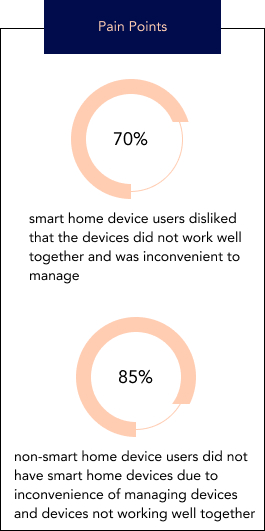 Pain Points
70%
smart home device users disliked
that the devices did not work well
together and was inconvenient to
manage
85%
non-smart home device users did not
have smart home devices due to
inconvenience of managing devices
and devices not working well together